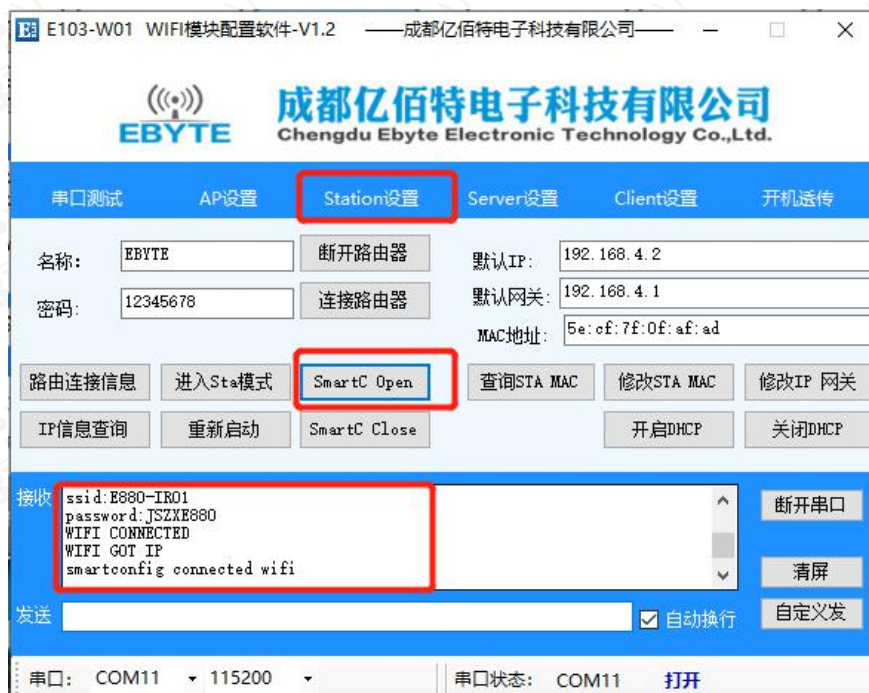 E103-W01 WIFI模块配置软件-V1.2 ——成都亿佰特电子科技有限公司——
EBYTE
成都亿佰特电子科技有限公司
Chengdu Ebyte Electronic Technology Co.,Ltd.
串口测试 AP设置 Station设置 Server设置 Client设置 开机透传
名称: EBYTE 断开路由器 默认IP: 192.168.4.2
密码: 12345678 连接路由器 默认网关: 192.168.4.1
MAC地址: 5e:cf:7f:0f:af:ad
路由连接信息 进入Sta模式 SmartC Open 查询STA MAC 修改STA MAC 修改IP 网关
IP信息查询 重新启动 SmartC Close 开启DHCP 关闭DHCP
接收 ssid:E880-IR01 断开串口
password:JSZXE880
WIFI CONNECTED
WIFI GOT IP
smartconfig connected wifi 清屏
发送 自动换行 自定义发
串口: COM11 115200 串口状态: COM11 打开